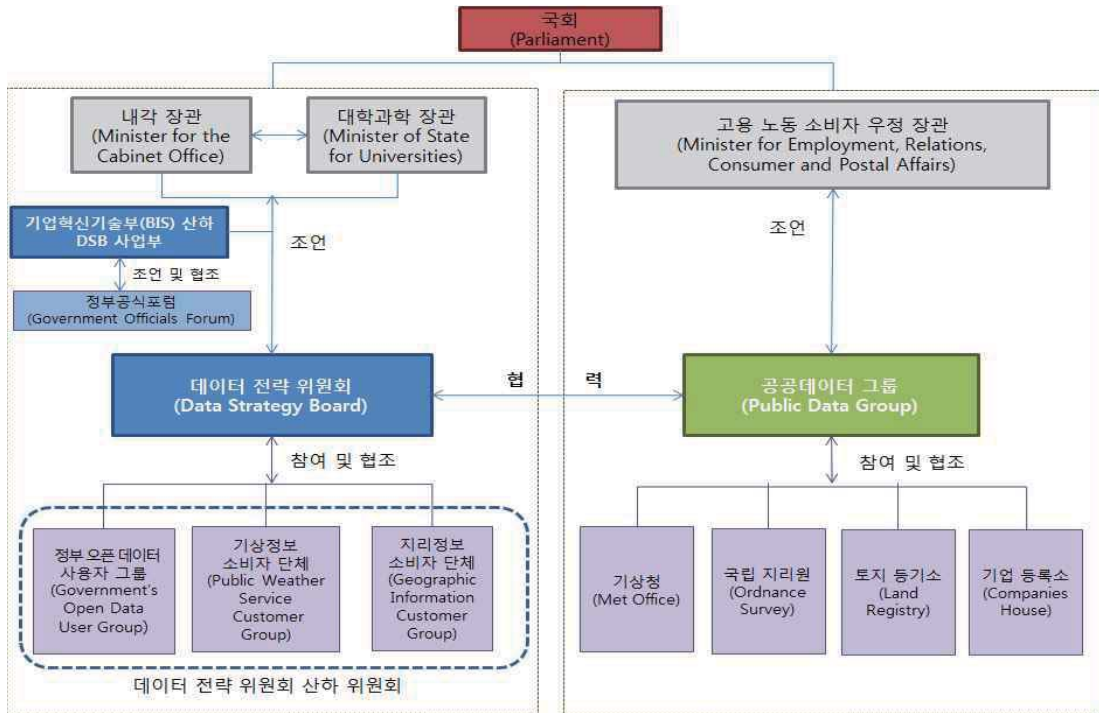 국회
(Parliament)
내각 장관
(Minister for the
Cabinet Office)
대학과학 장관
(Minister of State
for Universities)
고용 노동 소비자 우정 장관
(Minister for Employment, Relations,
Consumer and Postal Affairs)
기업혁신기술부(BIS) 산하
DSB 사업부
조언
조언
조언 및 협조
정부공식포럼
(Government Officials Forum)
데이터 전략 위원회
(Data Strategy Board)
협 력
공공데이터 그룹
(Public Data Group)
참여 및 협조
참여 및 협조
정부 오픈 데이터
사용자 그룹
(Government's
Open Data
User Group)
기상정보
소비자 단체
(Public Weather
Service
Customer
Group)
지리정보
소비자 단체
(Geographic
Information
Customer
Group)
기상청
(Met Office)
국립 지리원
(Ordnance
Survey)
토지 등기소
(Land
Registry)
기업 등록소
(Companies
House)
데이터 전략 위원회 산하 위원회